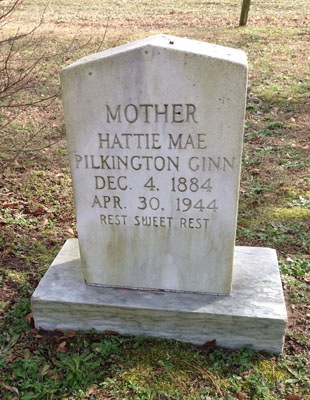 MOTHER
HATTIE MAE
PILKINGTON GINN
DEC. 4, 1884
APR. 30, 1944
REST SWEET REST